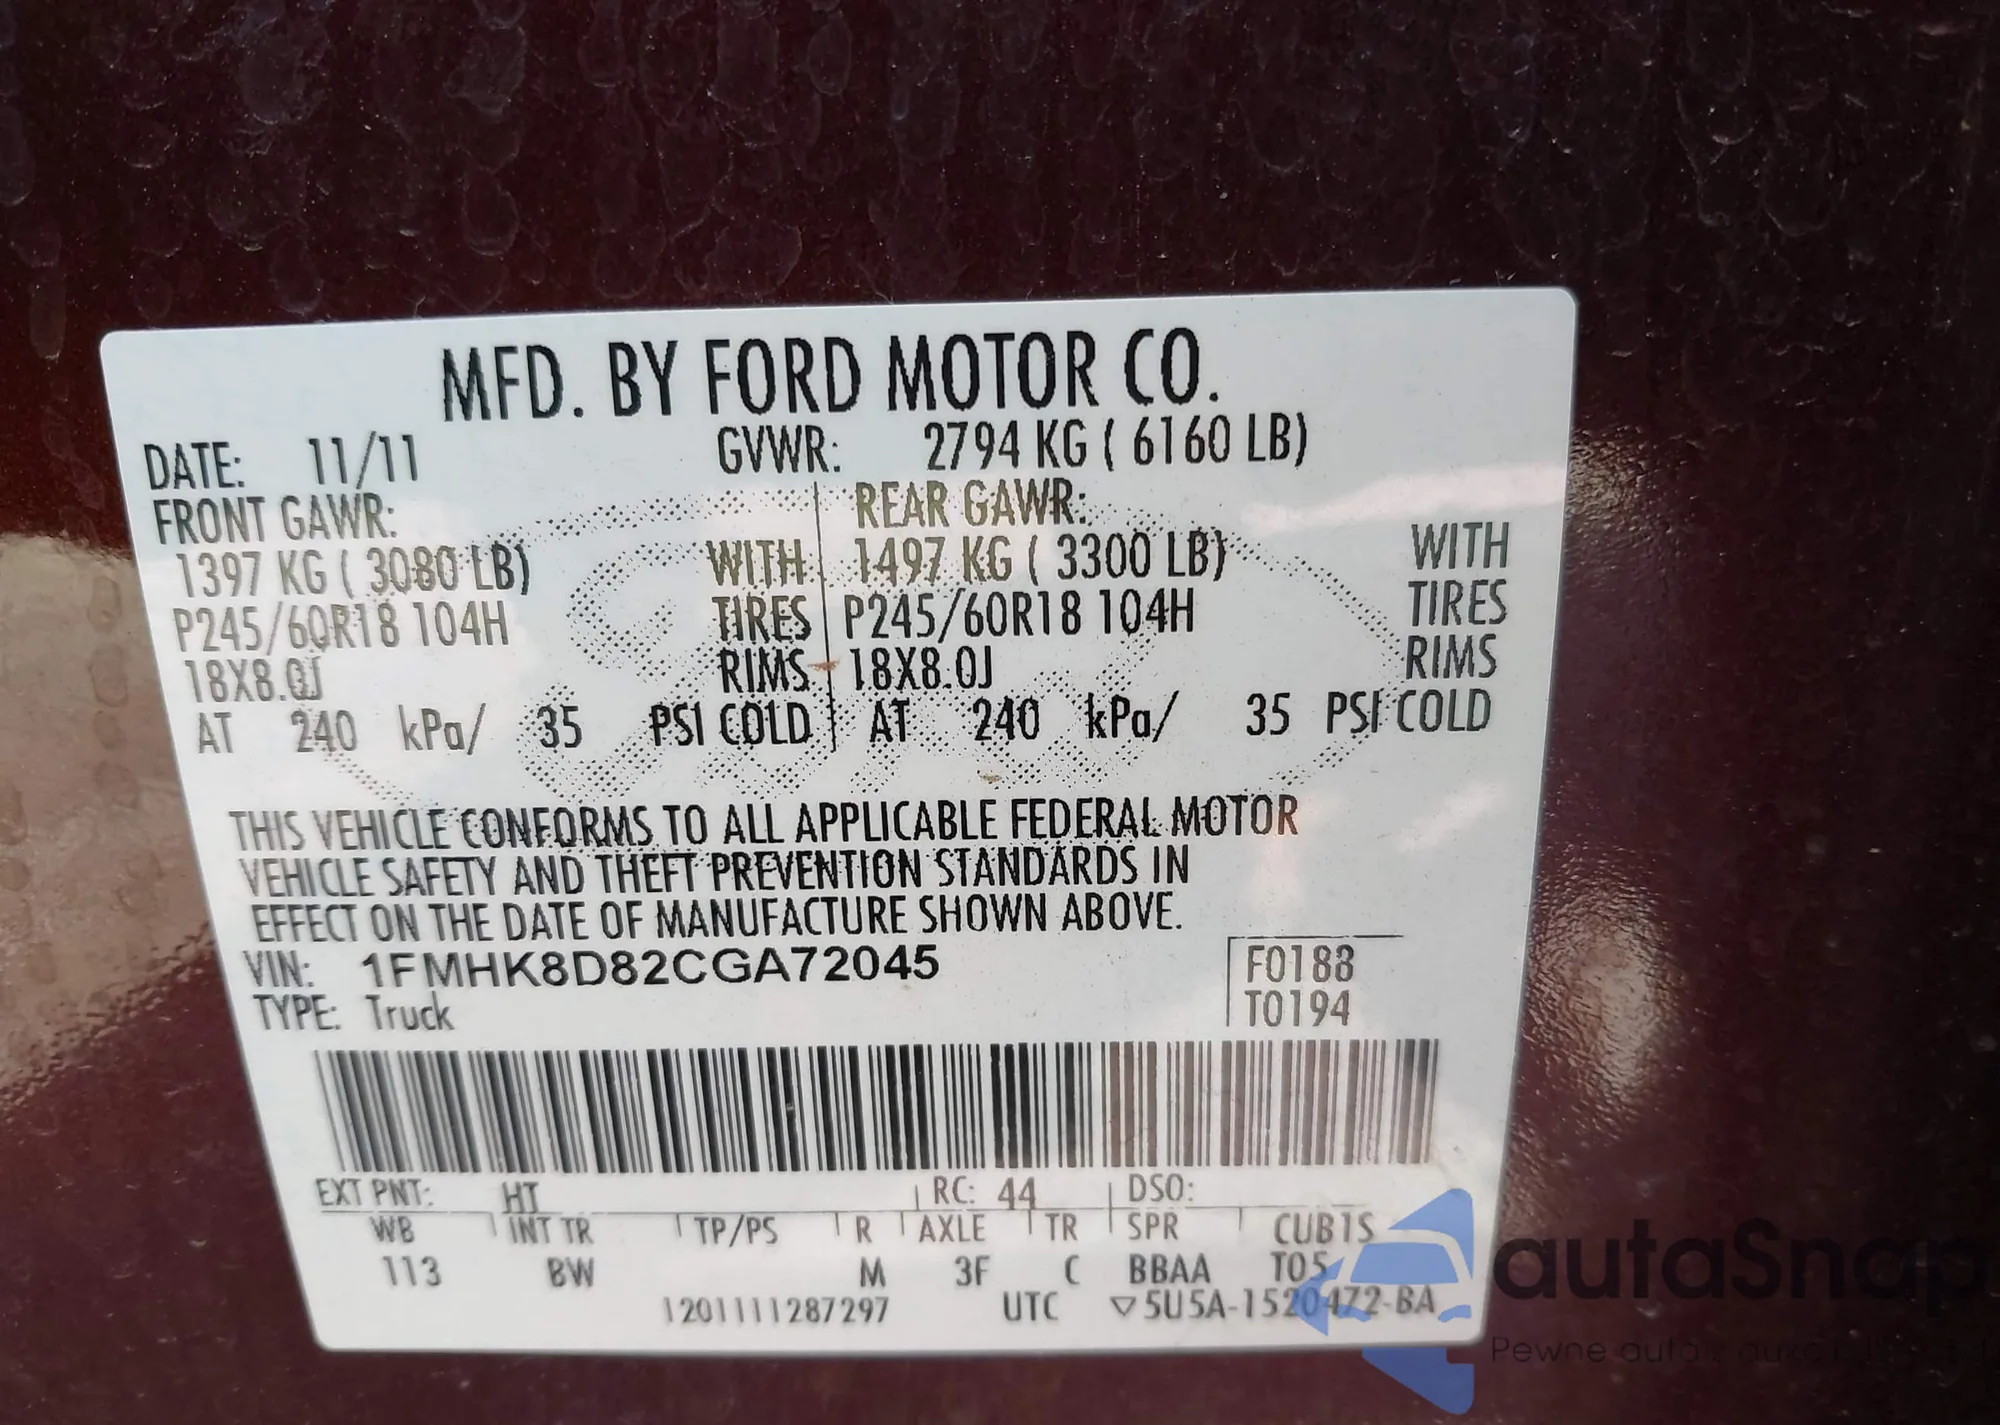 MFD. BY FORD MOTOR CO.
DATE: 11/11 GVWR: 2794 KG ( 6160 LB)
FRONT GAWR: REAR GAWR:
1397 KG ( 3080 LB) WITH 1497 KG ( 3300 LB) WITH
P245/60R18 104H TIRES P245/60R18 104H TIRES
18X8.0J RIMS 18X8.0J RIMS
AT 240 kPa/ 35 PSI COLD AT 240 kPa/ 35 PSI COLD
THIS VEHICLE CONFORMS TO ALL APPLICABLE FEDERAL MOTOR
VEHICLE SAFETY AND THEFT PREVENTION STANDARDS IN
EFFECT ON THE DATE OF MANUFACTURE SHOWN ABOVE.
VIN: 1FMHK8D82CGA72045 F0188
TYPE: Truck T0194
EXT PNT: HT RC: 44 DSO:
WB INT TR TP/PS R AXLE TR SPR CUB1S
113 8W M 3F C BBAA T05
1201111287297 UTC ▽5U5A-1520472-BA
autaSnap
Pewne auta z